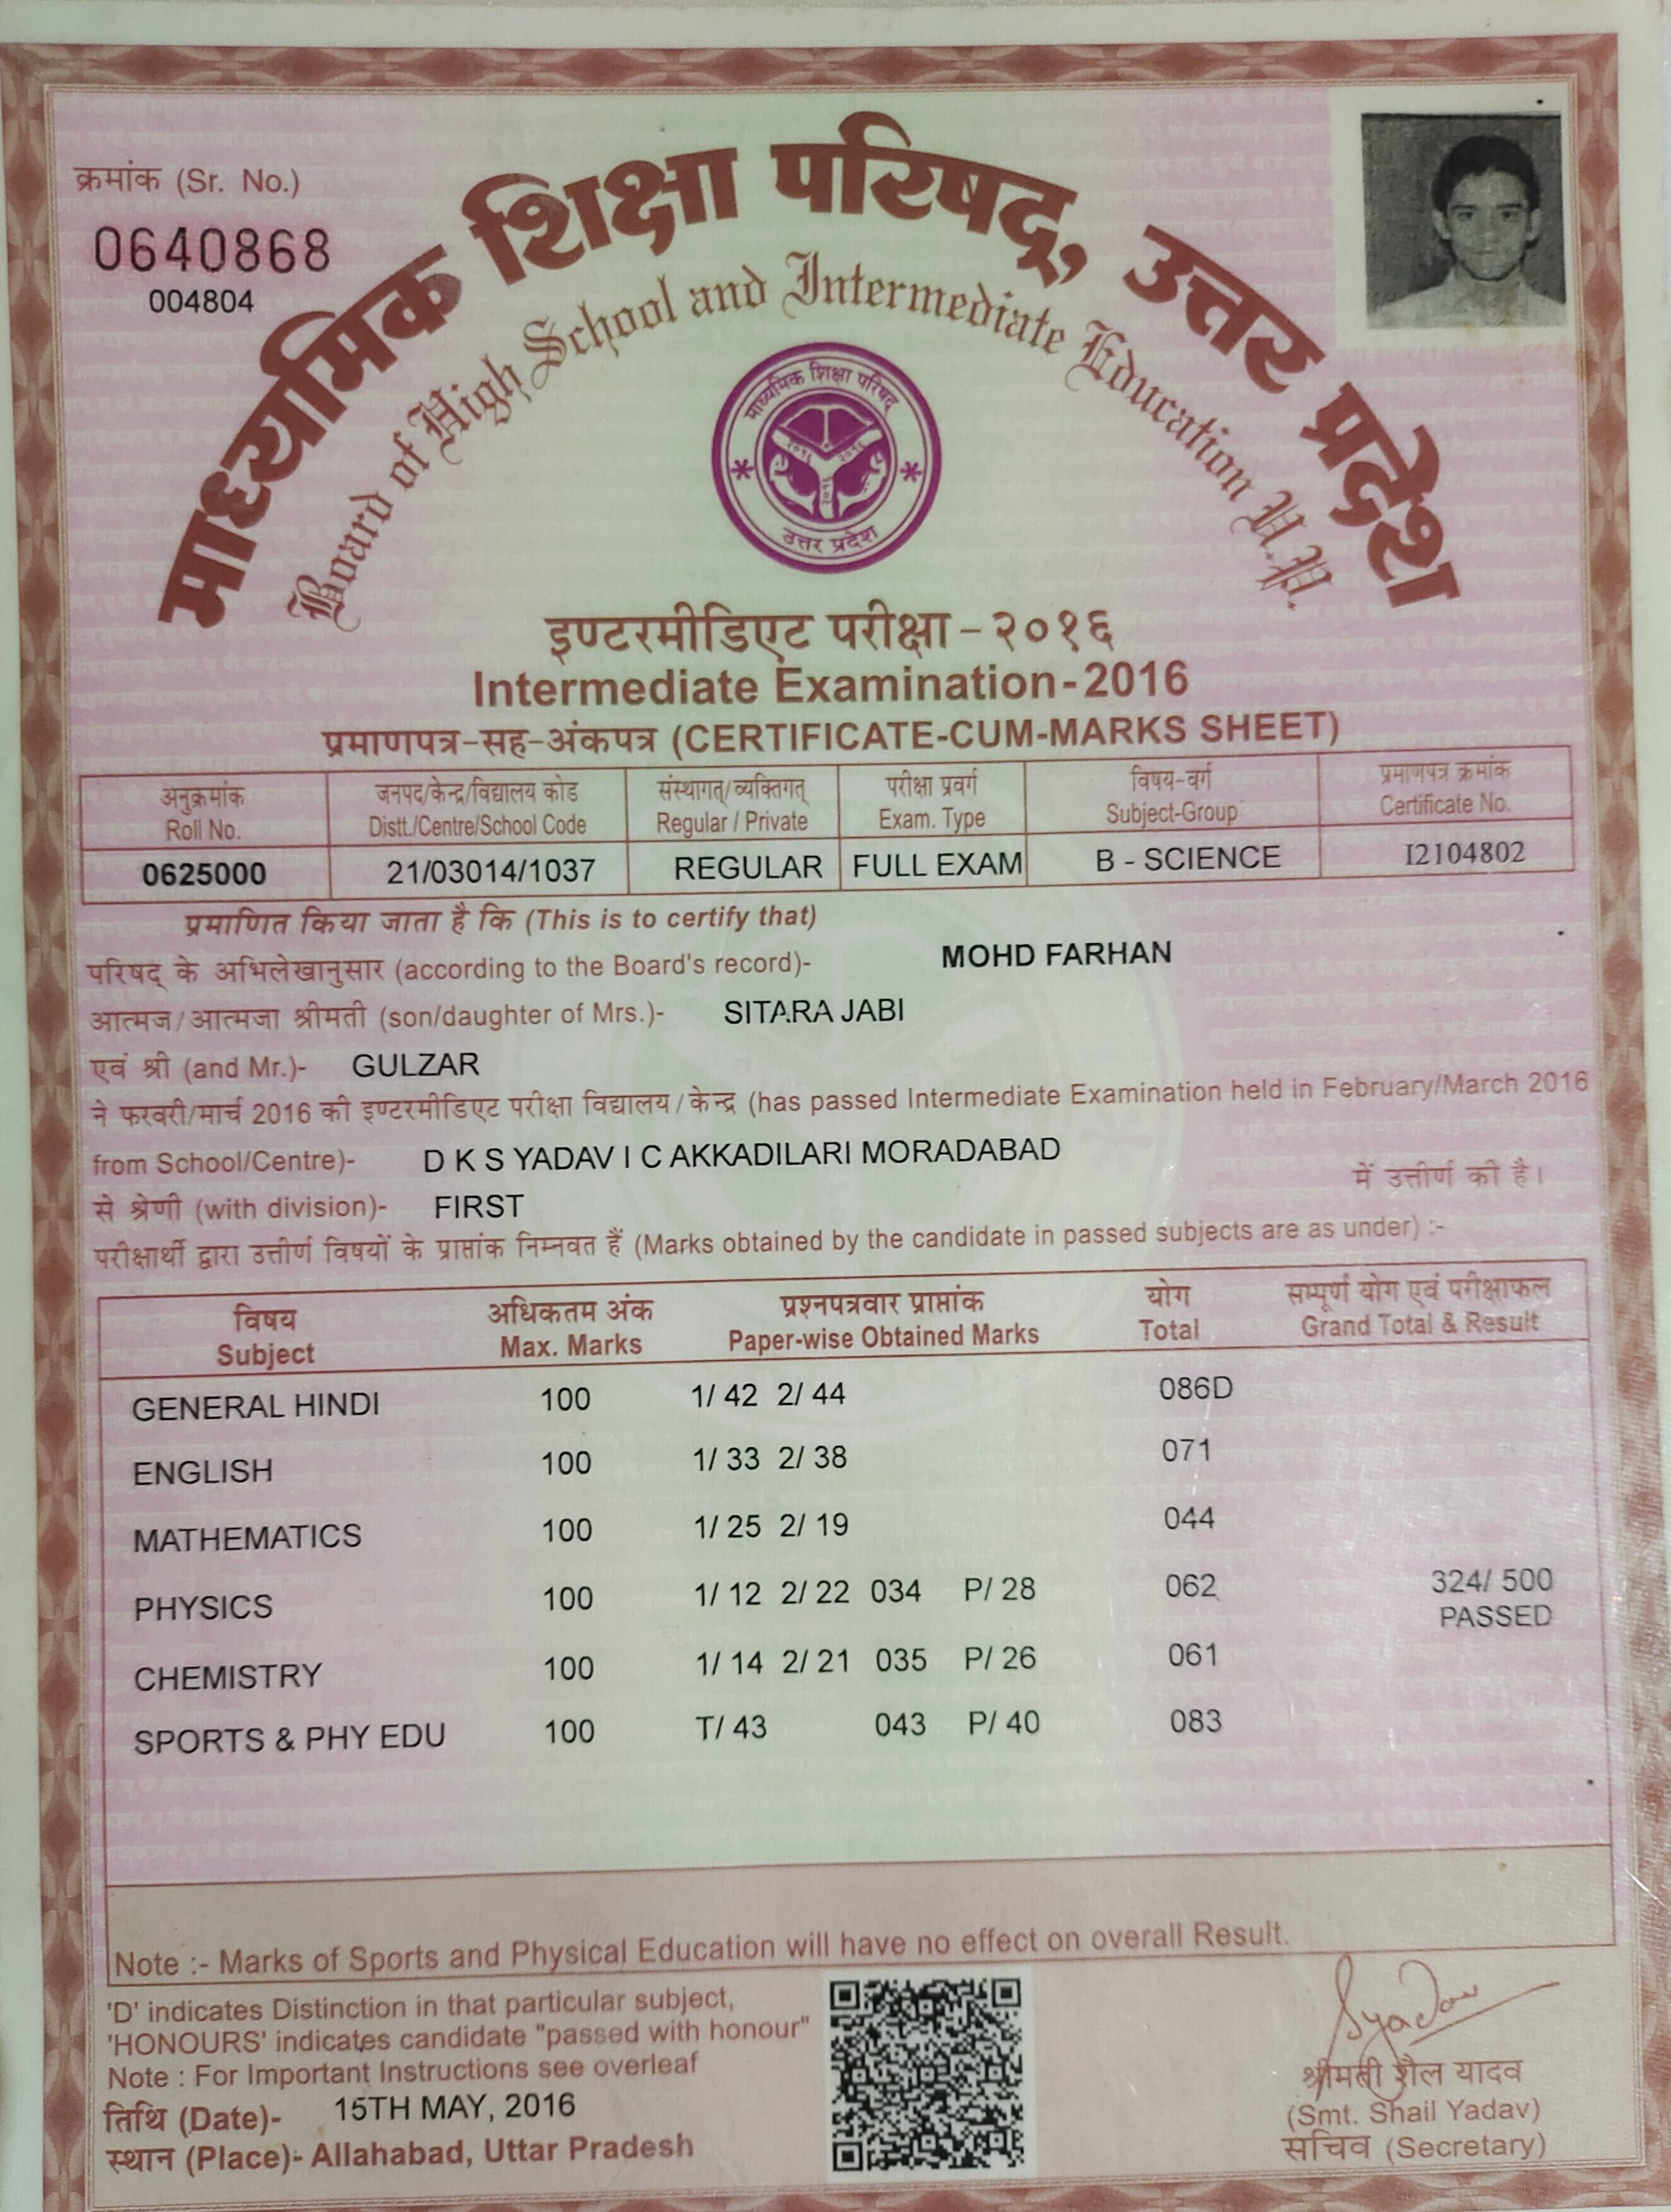 क्रमांक (Sr. No.)
0640868
004804
माध्यमिक शिक्षा परिषद्, उत्तर प्रदेश
Board of High School and Intermediate Education U.P.
माध्यमिक शिक्षा परिषद्
उत्तर प्रदेश
इण्टरमीडिएट परीक्षा-२०१६
Intermediate Examination-2016
प्रमाणपत्र-सह-अंकपत्र (CERTIFICATE-CUM-MARKS SHEET)
अनुक्रमांक जनपद/केन्द्र/विद्यालय कोड संस्थागत्/व्यक्तिगत् परीक्षा प्रवर्ग विषय-वर्ग प्रमाणपत्र क्रमांक
Roll No. Distt./Centre/School Code Regular / Private Exam. Type Subject-Group Certificate No.
0625000 21/03014/1037 REGULAR FULL EXAM B - SCIENCE I2104802
प्रमाणित किया जाता है कि (This is to certify that)
परिषद् के अभिलेखानुसार (according to the Board's record)- MOHD FARHAN
आत्मज/आत्मजा श्रीमती (son/daughter of Mrs.)- SITARA JABI
एवं श्री (and Mr.)- GULZAR
ने फरवरी/मार्च 2016 की इण्टरमीडिएट परीक्षा विद्यालय/केन्द्र (has passed Intermediate Examination held in February/March 2016
from School/Centre)- D K S YADAV I C AKKADILARI MORADABAD
से श्रेणी (with division)- FIRST में उत्तीर्ण की है।
परीक्षार्थी द्वारा उत्तीर्ण विषयों के प्राप्तांक निम्नवत हैं (Marks obtained by the candidate in passed subjects are as under) :-
विषय अधिकतम अंक प्रश्नपत्रवार प्राप्तांक योग सम्पूर्ण योग एवं परीक्षाफल
Subject Max. Marks Paper-wise Obtained Marks Total Grand Total & Result
GENERAL HINDI 100 1/ 42 2/ 44 086D
ENGLISH 100 1/ 33 2/ 38 071
MATHEMATICS 100 1/ 25 2/ 19 044
PHYSICS 100 1/ 12 2/ 22 034 P/ 28 062 324/ 500
PASSED
CHEMISTRY 100 1/ 14 2/ 21 035 P/ 26 061
SPORTS & PHY EDU 100 T/ 43 043 P/ 40 083
Note :- Marks of Sports and Physical Education will have no effect on overall Result.
'D' indicates Distinction in that particular subject,
'HONOURS' indicates candidate "passed with honour"
Note : For Important Instructions see overleaf
तिथि (Date)- 15TH MAY, 2016
स्थान (Place)- Allahabad, Uttar Pradesh
Syadav
श्रीमती शैल यादव
(Smt. Shail Yadav)
सचिव (Secretary)